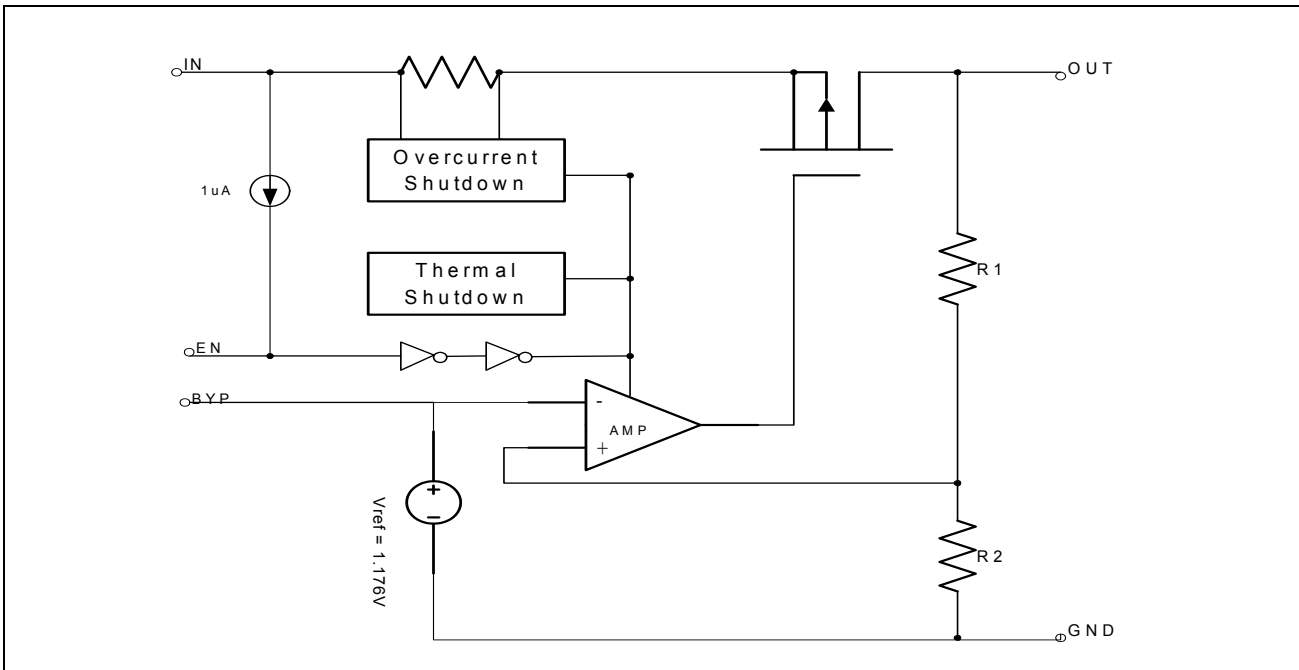 IN
OUT
Overcurrent
Shutdown
1uA
R1
Thermal
Shutdown
EN
BYP
-
AMP
+
+
-
Vref = 1.176V
R2
GND